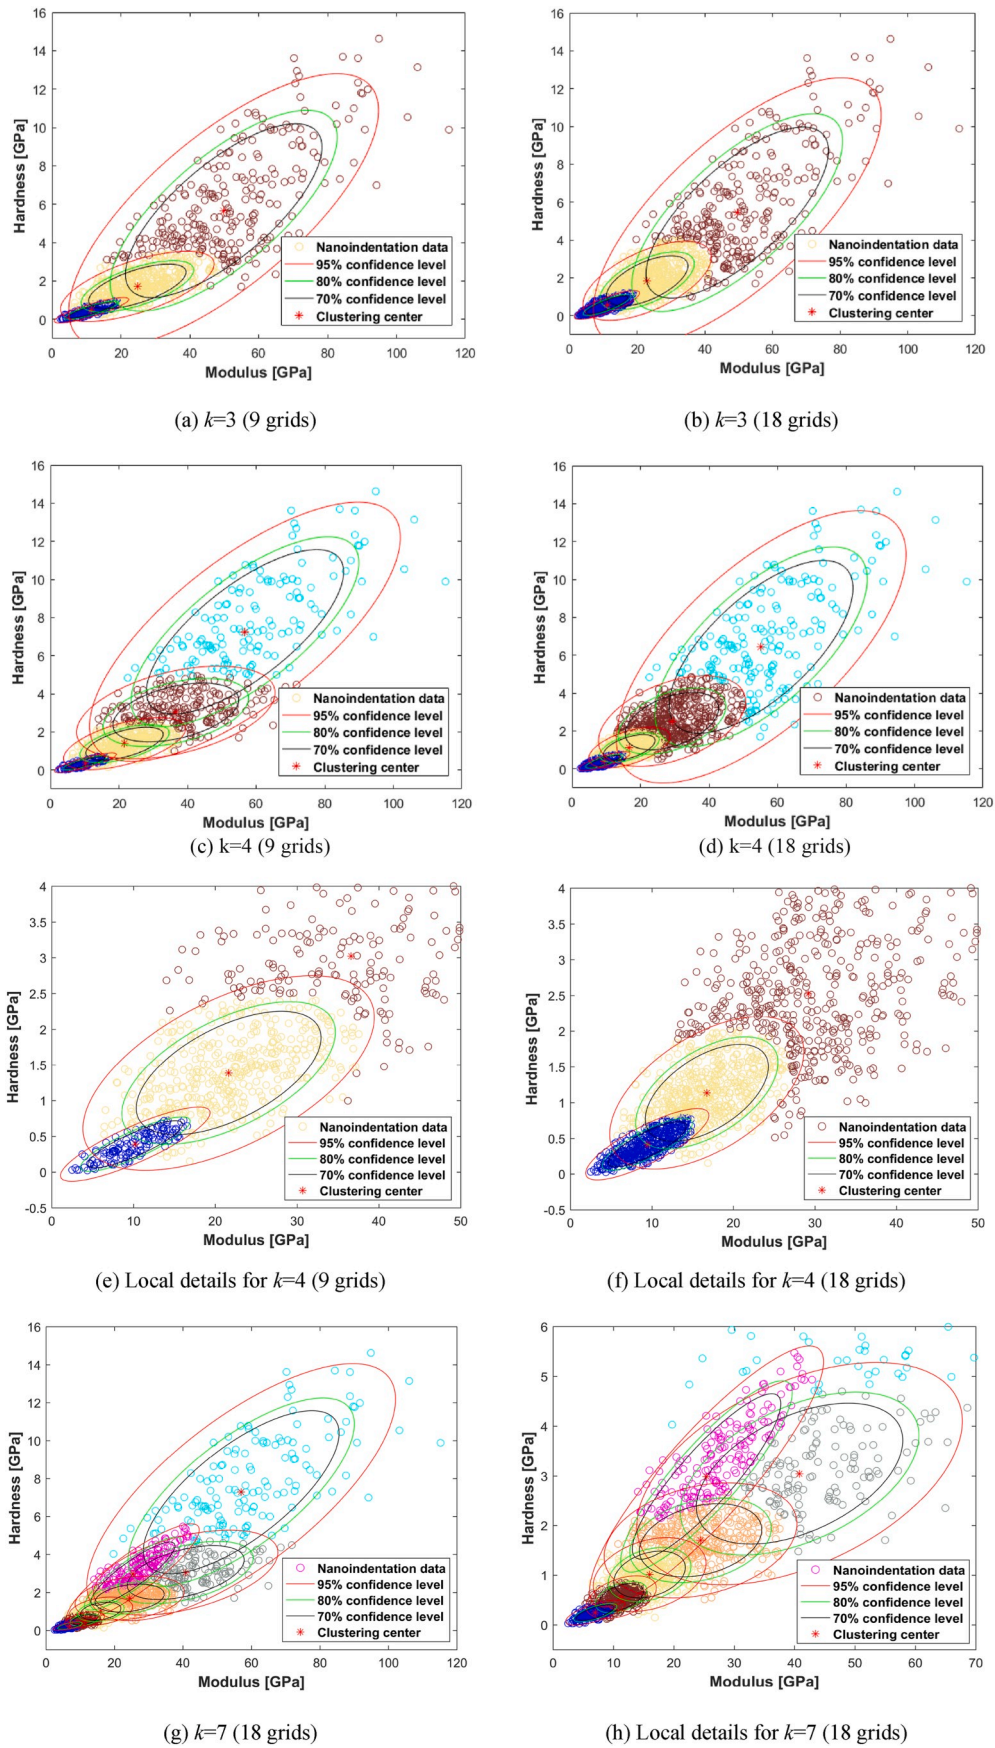 16
14
12
10
8
6
4
2
0
Hardness [GPa]
Nanoindentation data
95% confidence level
80% confidence level
70% confidence level
Clustering center
0 20 40 60 80 100 120
Modulus [GPa]
(a) k=3 (9 grids)
16
14
12
10
8
6
4
2
0
Hardness [GPa]
Nanoindentation data
95% confidence level
80% confidence level
70% confidence level
Clustering center
0 20 40 60 80 100 120
Modulus [GPa]
(b) k=3 (18 grids)
16
14
12
10
8
6
4
2
0
Hardness [GPa]
Nanoindentation data
95% confidence level
80% confidence level
70% confidence level
Clustering center
0 20 40 60 80 100 120
Modulus [GPa]
(c) k=4 (9 grids)
16
14
12
10
8
6
4
2
0
Hardness [GPa]
Nanoindentation data
95% confidence level
80% confidence level
70% confidence level
Clustering center
0 20 40 60 80 100 120
Modulus [GPa]
(d) k=4 (18 grids)
4
3.5
3
2.5
2
1.5
1
0.5
0
-0.5
Hardness [GPa]
Nanoindentation data
95% confidence level
80% confidence level
70% confidence level
Clustering center
0 10 20 30 40 50
Modulus [GPa]
(e) Local details for k=4 (9 grids)
4
3.5
3
2.5
2
1.5
1
0.5
0
-0.5
Hardness [GPa]
Nanoindentation data
95% confidence level
80% confidence level
70% confidence level
Clustering center
0 10 20 30 40 50
Modulus [GPa]
(f) Local details for k=4 (18 grids)
16
14
12
10
8
6
4
2
0
Hardness [GPa]
Nanoindentation data
95% confidence level
80% confidence level
70% confidence level
Clustering center
0 20 40 60 80 100 120
Modulus [GPa]
(g) k=7 (18 grids)
6
5
4
3
2
1
0
Hardness [GPa]
Nanoindentation data
95% confidence level
80% confidence level
70% confidence level
Clustering center
0 10 20 30 40 50 60 70
Modulus [GPa]
(h) Local details for k=7 (18 grids)